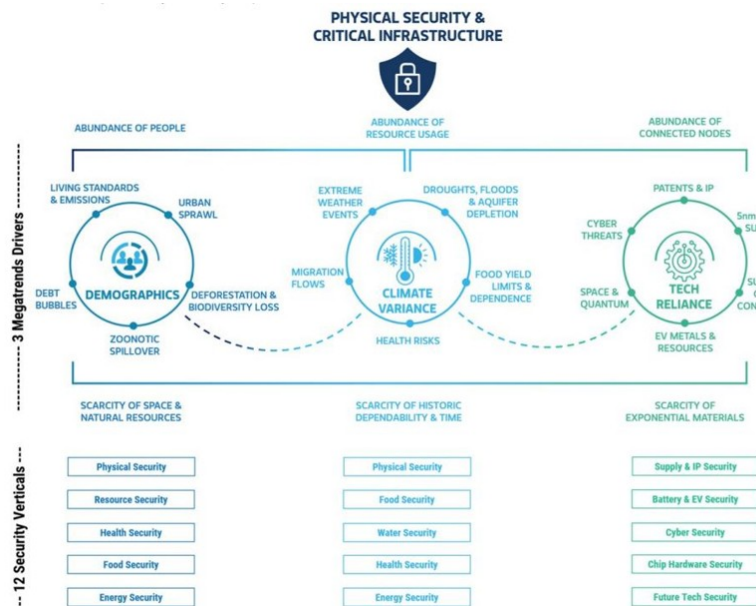 PHYSICAL SECURITY &
CRITICAL INFRASTRUCTURE
ABUNDANCE OF PEOPLE
ABUNDANCE OF
RESOURCE USAGE
ABUNDANCE OF
CONNECTED NODES
--- 3 Megatrends Drivers ---
LIVING STANDARDS
& EMISSIONS
URBAN
SPRAWL
DEBT
BUBBLES
DEMOGRAPHICS
DEFORESTATION &
BIODIVERSITY LOSS
ZOONOTIC
SPILLOVER
EXTREME
WEATHER
EVENTS
DROUGHTS, FLOODS
& AQUIFER
DEPLETION
MIGRATION
FLOWS
CLIMATE
VARIANCE
FOOD YIELD
LIMITS &
DEPENDENCE
HEALTH RISKS
PATENTS & IP
CYBER
THREATS
5nm
SU
SPACE &
QUANTUM
TECH
RELIANCE
SU
CON
EV METALS &
RESOURCES
SCARCITY OF SPACE &
NATURAL RESOURCES
SCARCITY OF HISTORIC
DEPENDABILITY & TIME
SCARCITY OF
EXPONENTIAL MATERIALS
-- 12 Security Verticals ---
Physical Security
Resource Security
Health Security
Food Security
Energy Security
Physical Security
Food Security
Water Security
Health Security
Energy Security
Supply & IP Security
Battery & EV Security
Cyber Security
Chip Hardware Security
Future Tech Security